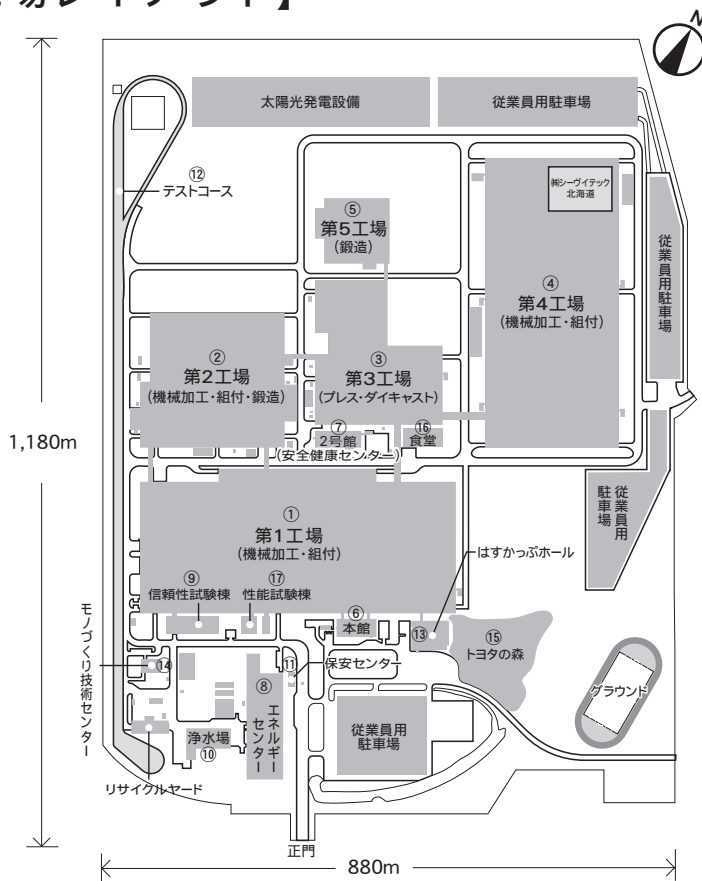 場レイアウト】
N
太陽光発電設備
従業員用駐車場
⑫
テストコース
㈱シーヴイテック
北海道
⑤
第5工場
(鍛造)
従業員用駐車場
④
第4工場
(機械加工・組付)
②
第2工場
(機械加工・組付・鍛造)
③
第3工場
(プレス・ダイキャスト)
1,180m
⑦
2号館
(安全健康センター)
⑯
食堂
従業員用
駐車場
①
第1工場
(機械加工・組付)
はすかっぷホール
⑨
信頼性試験棟
⑰
性能試験棟
⑥
本館
⑬
⑮
トヨタの森
モノづくり技術センター
⑭
⑪
保安センター
⑧
エネルギー
センター
グラウンド
浄水場
⑩
従業員用
駐車場
リサイクルヤード
正門
880m